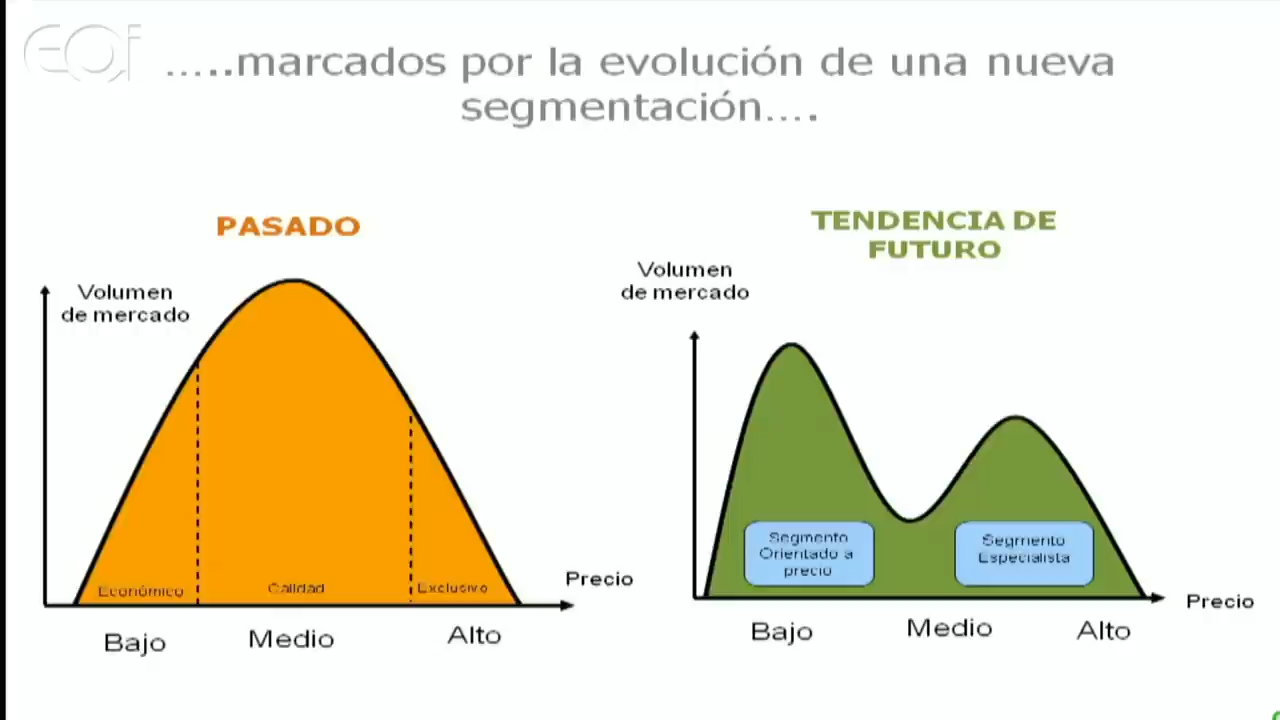 eoi
…..marcados por la evolución de una nueva
segmentación….
PASADO
Volumen
de mercado
Económico
Calidad
Exclusivo
Precio
Bajo
Medio
Alto
TENDENCIA DE
FUTURO
Volumen
de mercado
Segmento
Orientado a
precio
Segmento
Especialista
Precio
Bajo
Medio
Alto